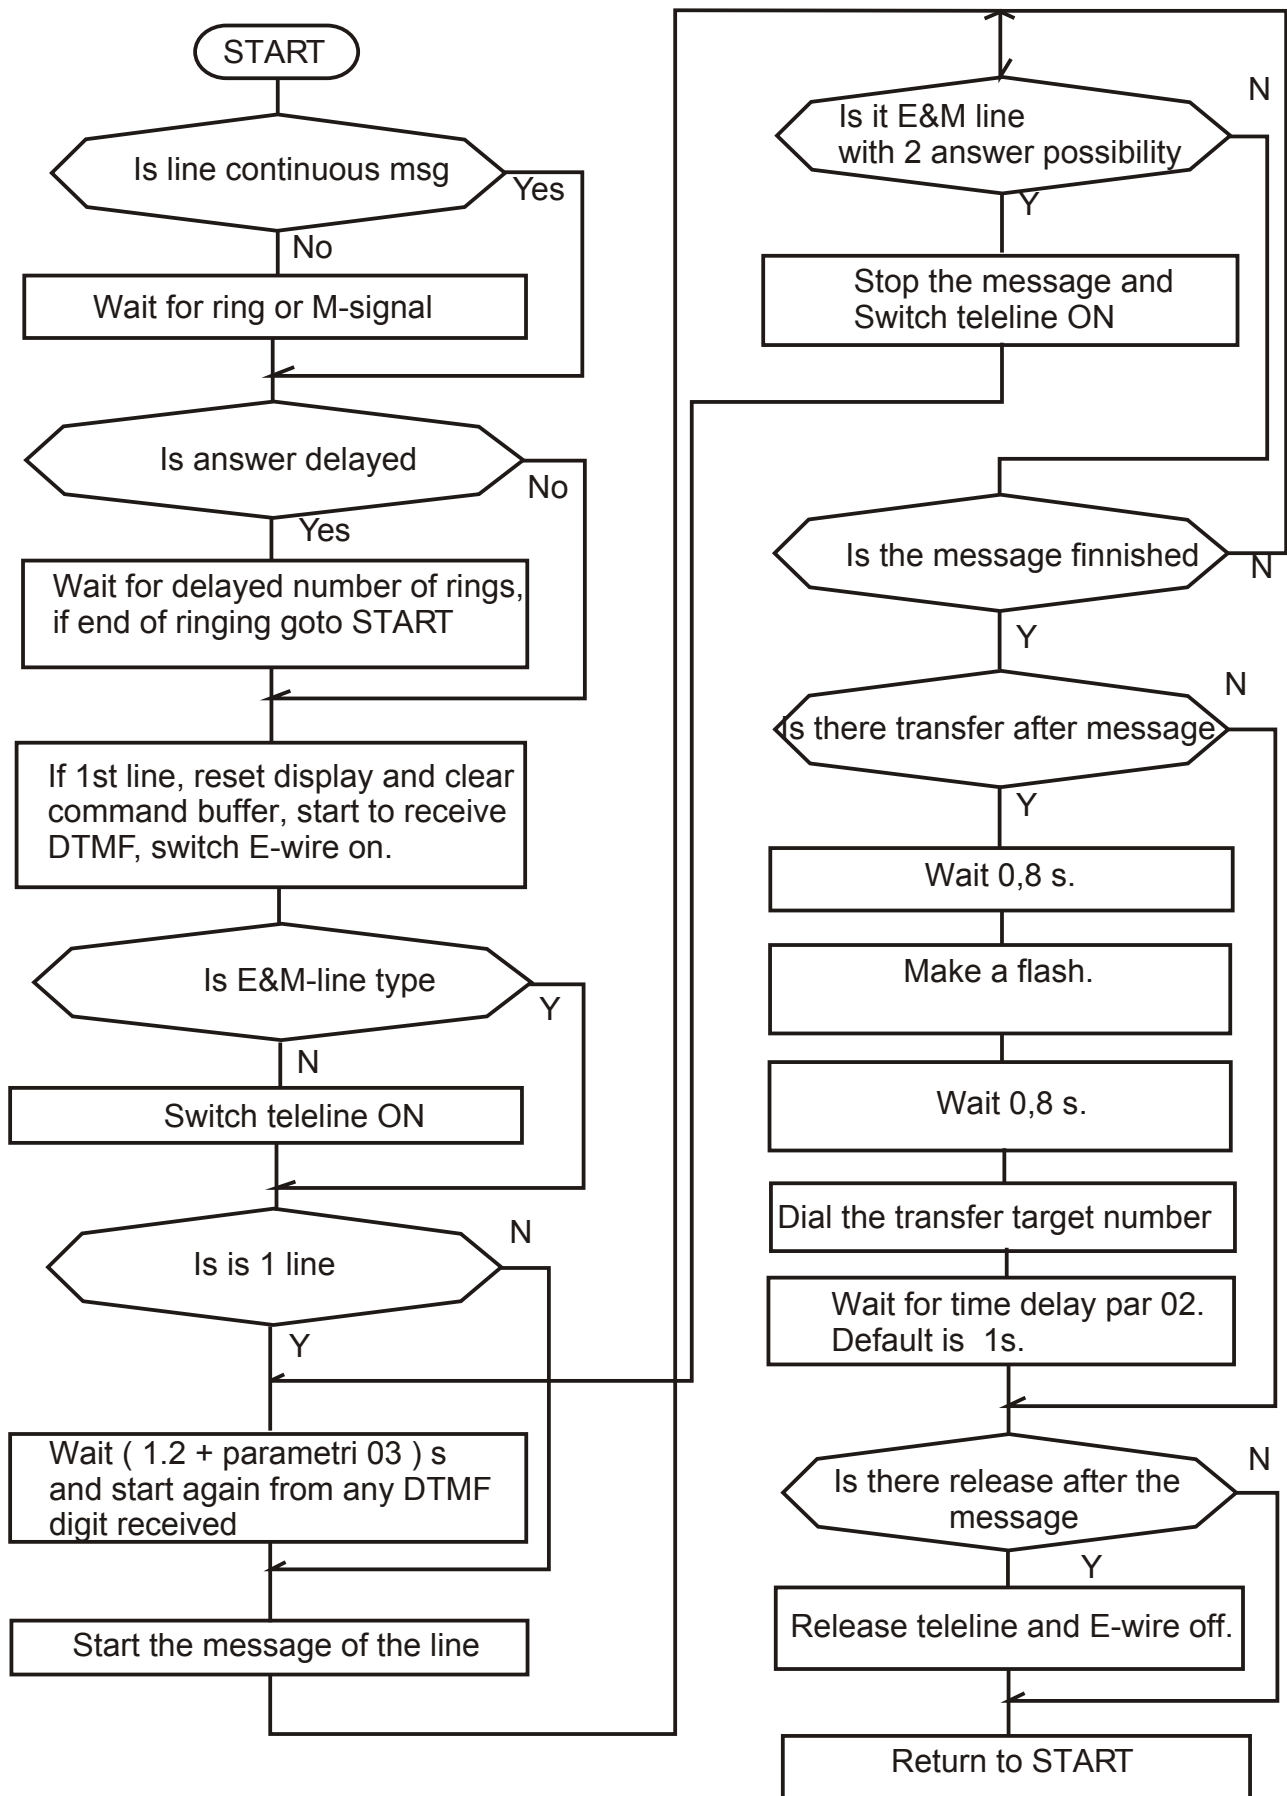 START
Is line continuous msg
Yes
No
Wait for ring or M-signal
Is answer delayed
No
Yes
Wait for delayed number of rings,
if end of ringing goto START
If 1st line, reset display and clear
command buffer, start to receive
DTMF, switch E-wire on.
Is E&M-line type
Y
N
Switch teleline ON
N
Is is 1 line
Y
Wait ( 1.2 + parametri 03 ) s
and start again from any DTMF
digit received
Start the message of the line
N
Is it E&M line
with 2 answer possibility
Y
Stop the message and
Switch teleline ON
Is the message finnished
N
Y
N
Is there transfer after message
Y
Wait 0,8 s.
Make a flash.
Wait 0,8 s.
Dial the transfer target number
Wait for time delay par 02.
Default is  1s.
N
Is there release after the
message
Y
Release teleline and E-wire off.
Return to START